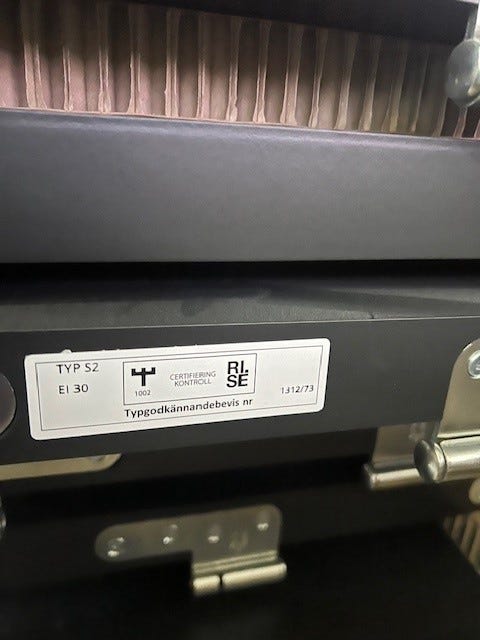 TYP S2
EI 30
1002
CERTIFIERING
KONTROLL
RI.
SE
1312/73
Typgodkännandebevis nr